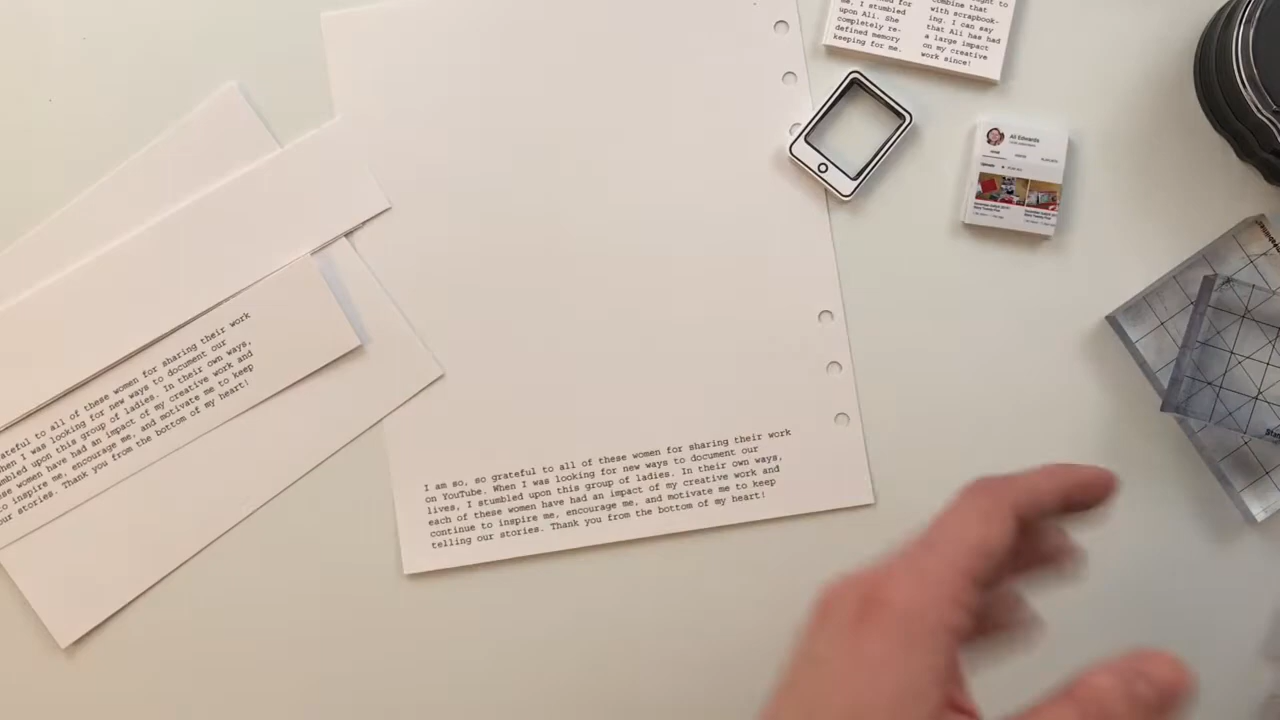 me, I stumbled
upon Ali. She
completely re-
defined memory
keeping for me.
combine that
with scrapbook-
ing. I can say
that Ali has had
a large impact
on my creative
work since!
Ali Edwards
HOME
I am so, so grateful to all of these women for sharing their work
on YouTube. When I was looking for new ways to document our
lives, I stumbled upon this group of ladies. In their own ways,
each of these women have had an impact of my creative work and
continue to inspire me, encourage me, and motivate me to keep
telling our stories. Thank you from the bottom of my heart!
to all of these women for sharing their work
I was looking for new ways to document our
upon this group of ladies. In their own ways,
women have had an impact of my creative work and
to inspire me, encourage me, and motivate me to keep
our stories. Thank you from the bottom of my heart!